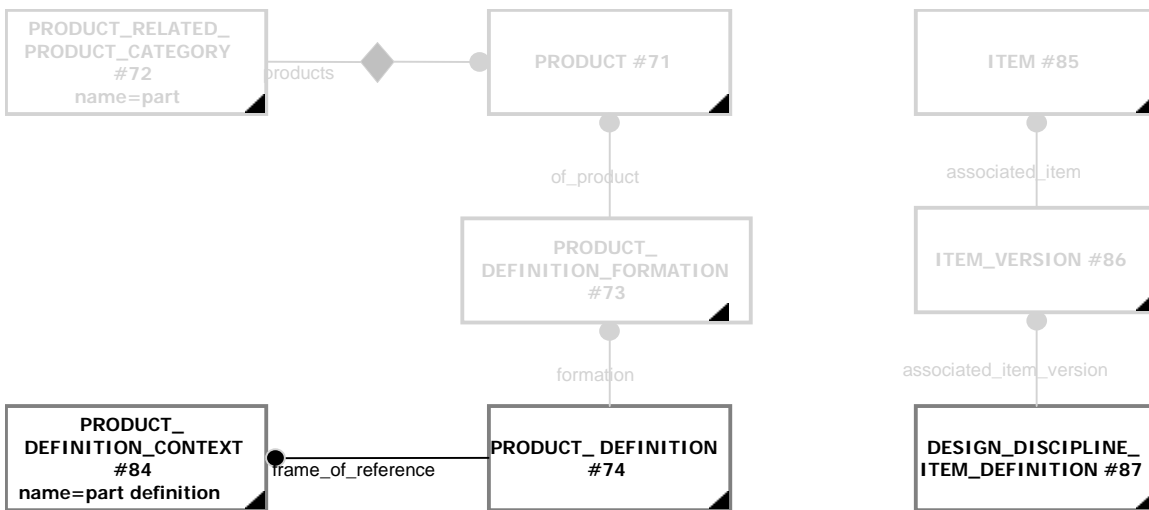 PRODUCT_RELATED_
PRODUCT_CATEGORY
#72
name=part
products
PRODUCT #71
ITEM #85
of_product
associated_item
PRODUCT_
DEFINITION_FORMATION
#73
ITEM_VERSION #86
formation
associated_item_version
PRODUCT_
DEFINITION_CONTEXT
#84
name=part definition
frame_of_reference
PRODUCT_ DEFINITION
#74
DESIGN_DISCIPLINE_
ITEM_DEFINITION #87